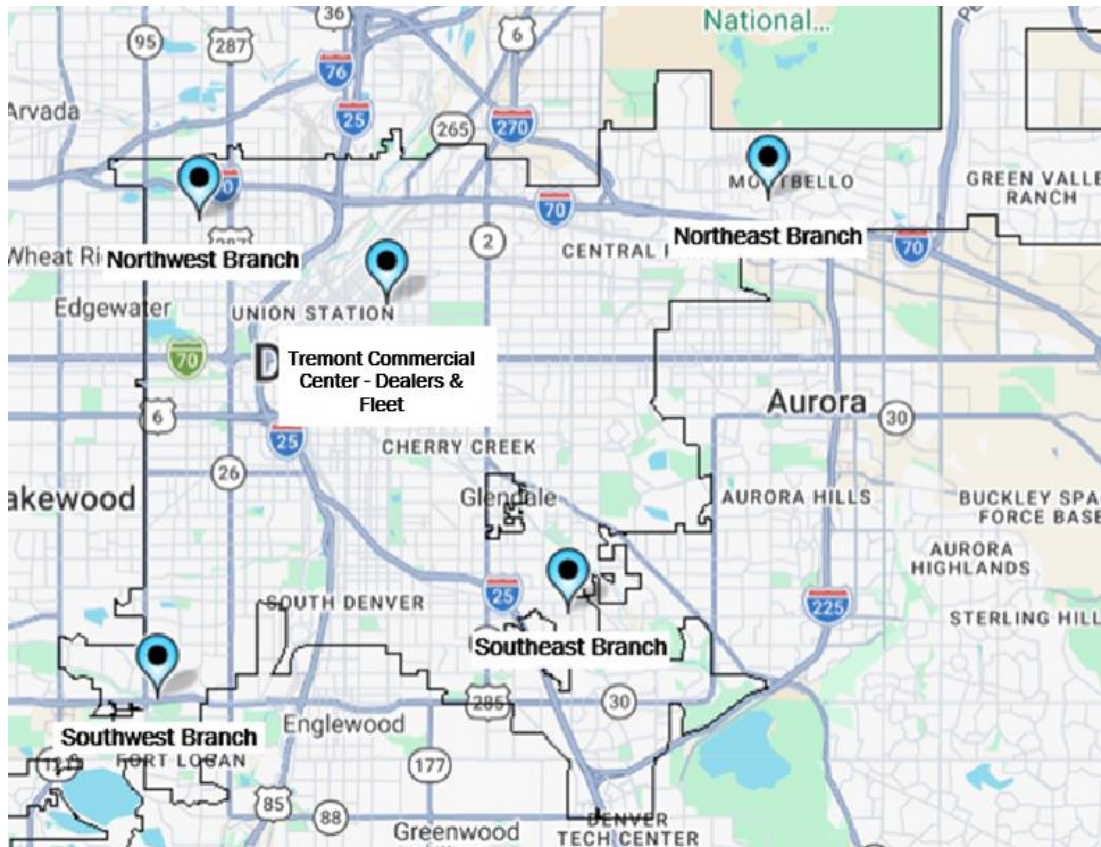 National...
36
6
95
287
76
Arvada
25
265
270
MONTBELLO
GREEN VALLE
RANCH
70
2
Northeast Branch
CENTRAL
70
Wheat Ri
Northwest Branch
Edgewater
UNION STATION
70
D
Tremont Commercial
Center - Dealers &
Fleet
6
Aurora
30
25
CHERRY CREEK
26
akewood
Glendale
AURORA HILLS
BUCKLEY SPA
FORCE BASE
AURORA
HIGHLANDS
25
SOUTH DENVER
225
STERLING HILL
Southeast Branch
285
30
Englewood
Southwest Branch
FORT LOGAN
177
85
88
Greenwood
DENVER
TECH CENTER